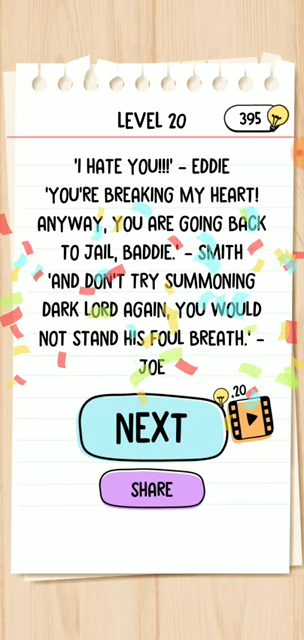 LEVEL 20
395
'I HATE YOU!!!' – EDDIE
'YOU'RE BREAKING MY HEART!
ANYWAY, YOU ARE GOING BACK
TO JAIL, BADDIE.' – SMITH
'AND DON'T TRY SUMMONING
DARK LORD AGAIN, YOU WOULD
NOT STAND HIS FOUL BREATH.' –
JOE
.20
NEXT
SHARE